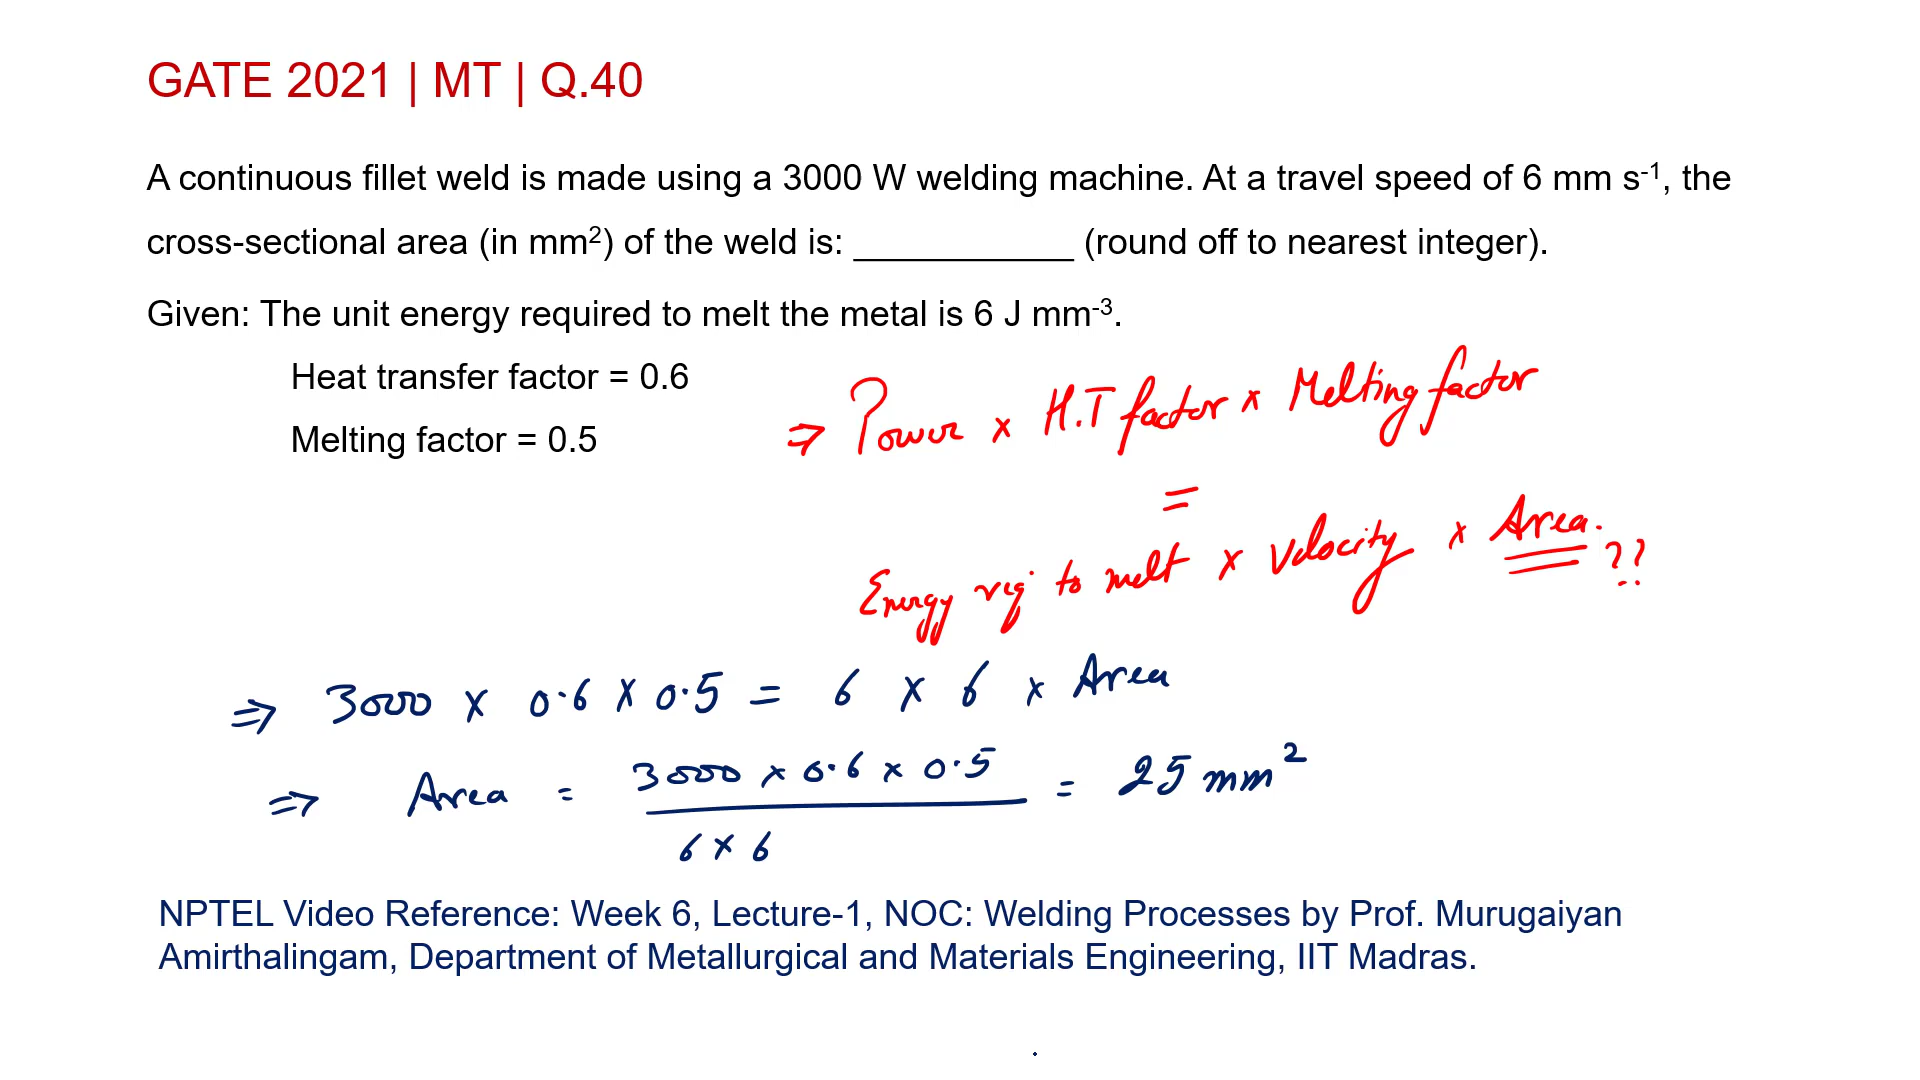 GATE 2021 | MT | Q.40
A continuous fillet weld is made using a 3000 W welding machine. At a travel speed of 6 mm s-1, the
cross-sectional area (in mm2) of the weld is: ___________ (round off to nearest integer).
Given: The unit energy required to melt the metal is 6 J mm-3.
Heat transfer factor = 0.6
Melting factor = 0.5
⇒ Power × H.T factor × Melting factor
=
Energy req to melt × Velocity × Area. ??
⇒ 3000 × 0.6 × 0.5 = 6 × 6 × Area
⇒ Area = 3000 × 0.6 × 0.5 / 6 × 6 = 25 mm2
NPTEL Video Reference: Week 6, Lecture-1, NOC: Welding Processes by Prof. Murugaiyan
Amirthalingam, Department of Metallurgical and Materials Engineering, IIT Madras.